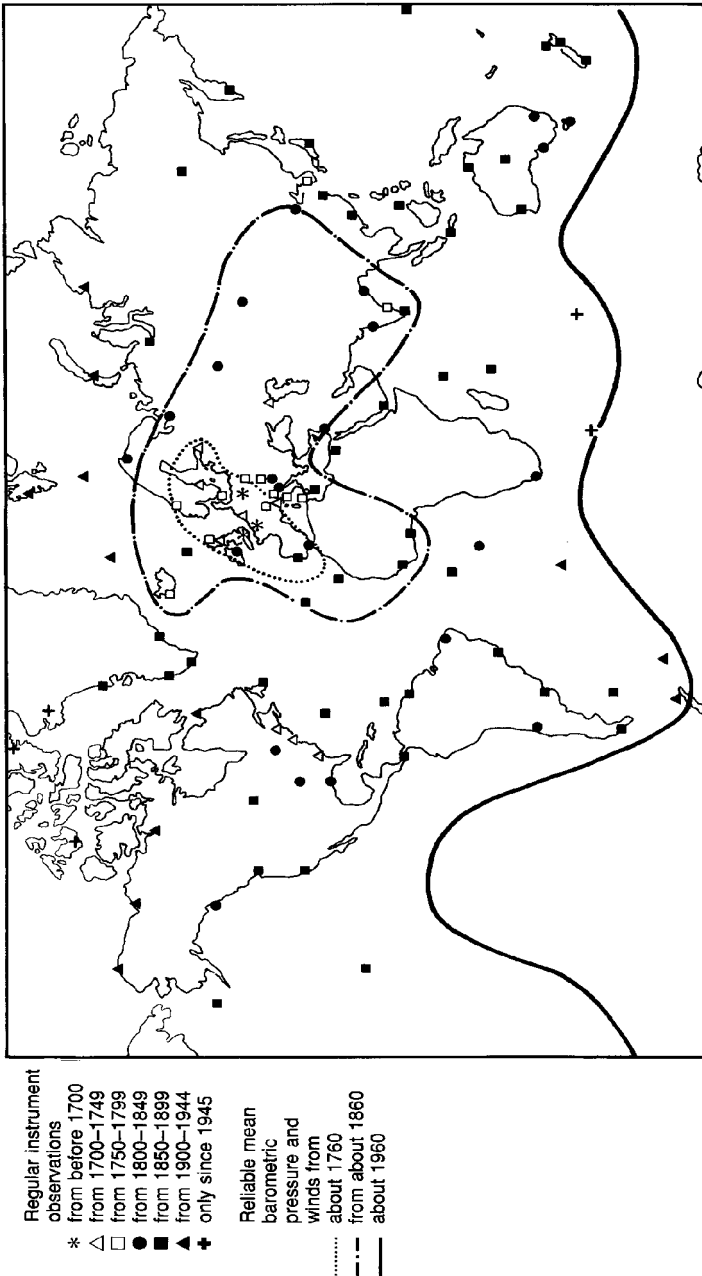 Regular instrument
observations
* from before 1700
△ from 1700–1749
□ from 1750–1799
● from 1800–1849
■ from 1850–1899
▲ from 1900–1944
+ only since 1945
Reliable mean
barometric
pressure and
winds from
about 1760
from about 1860
about 1960